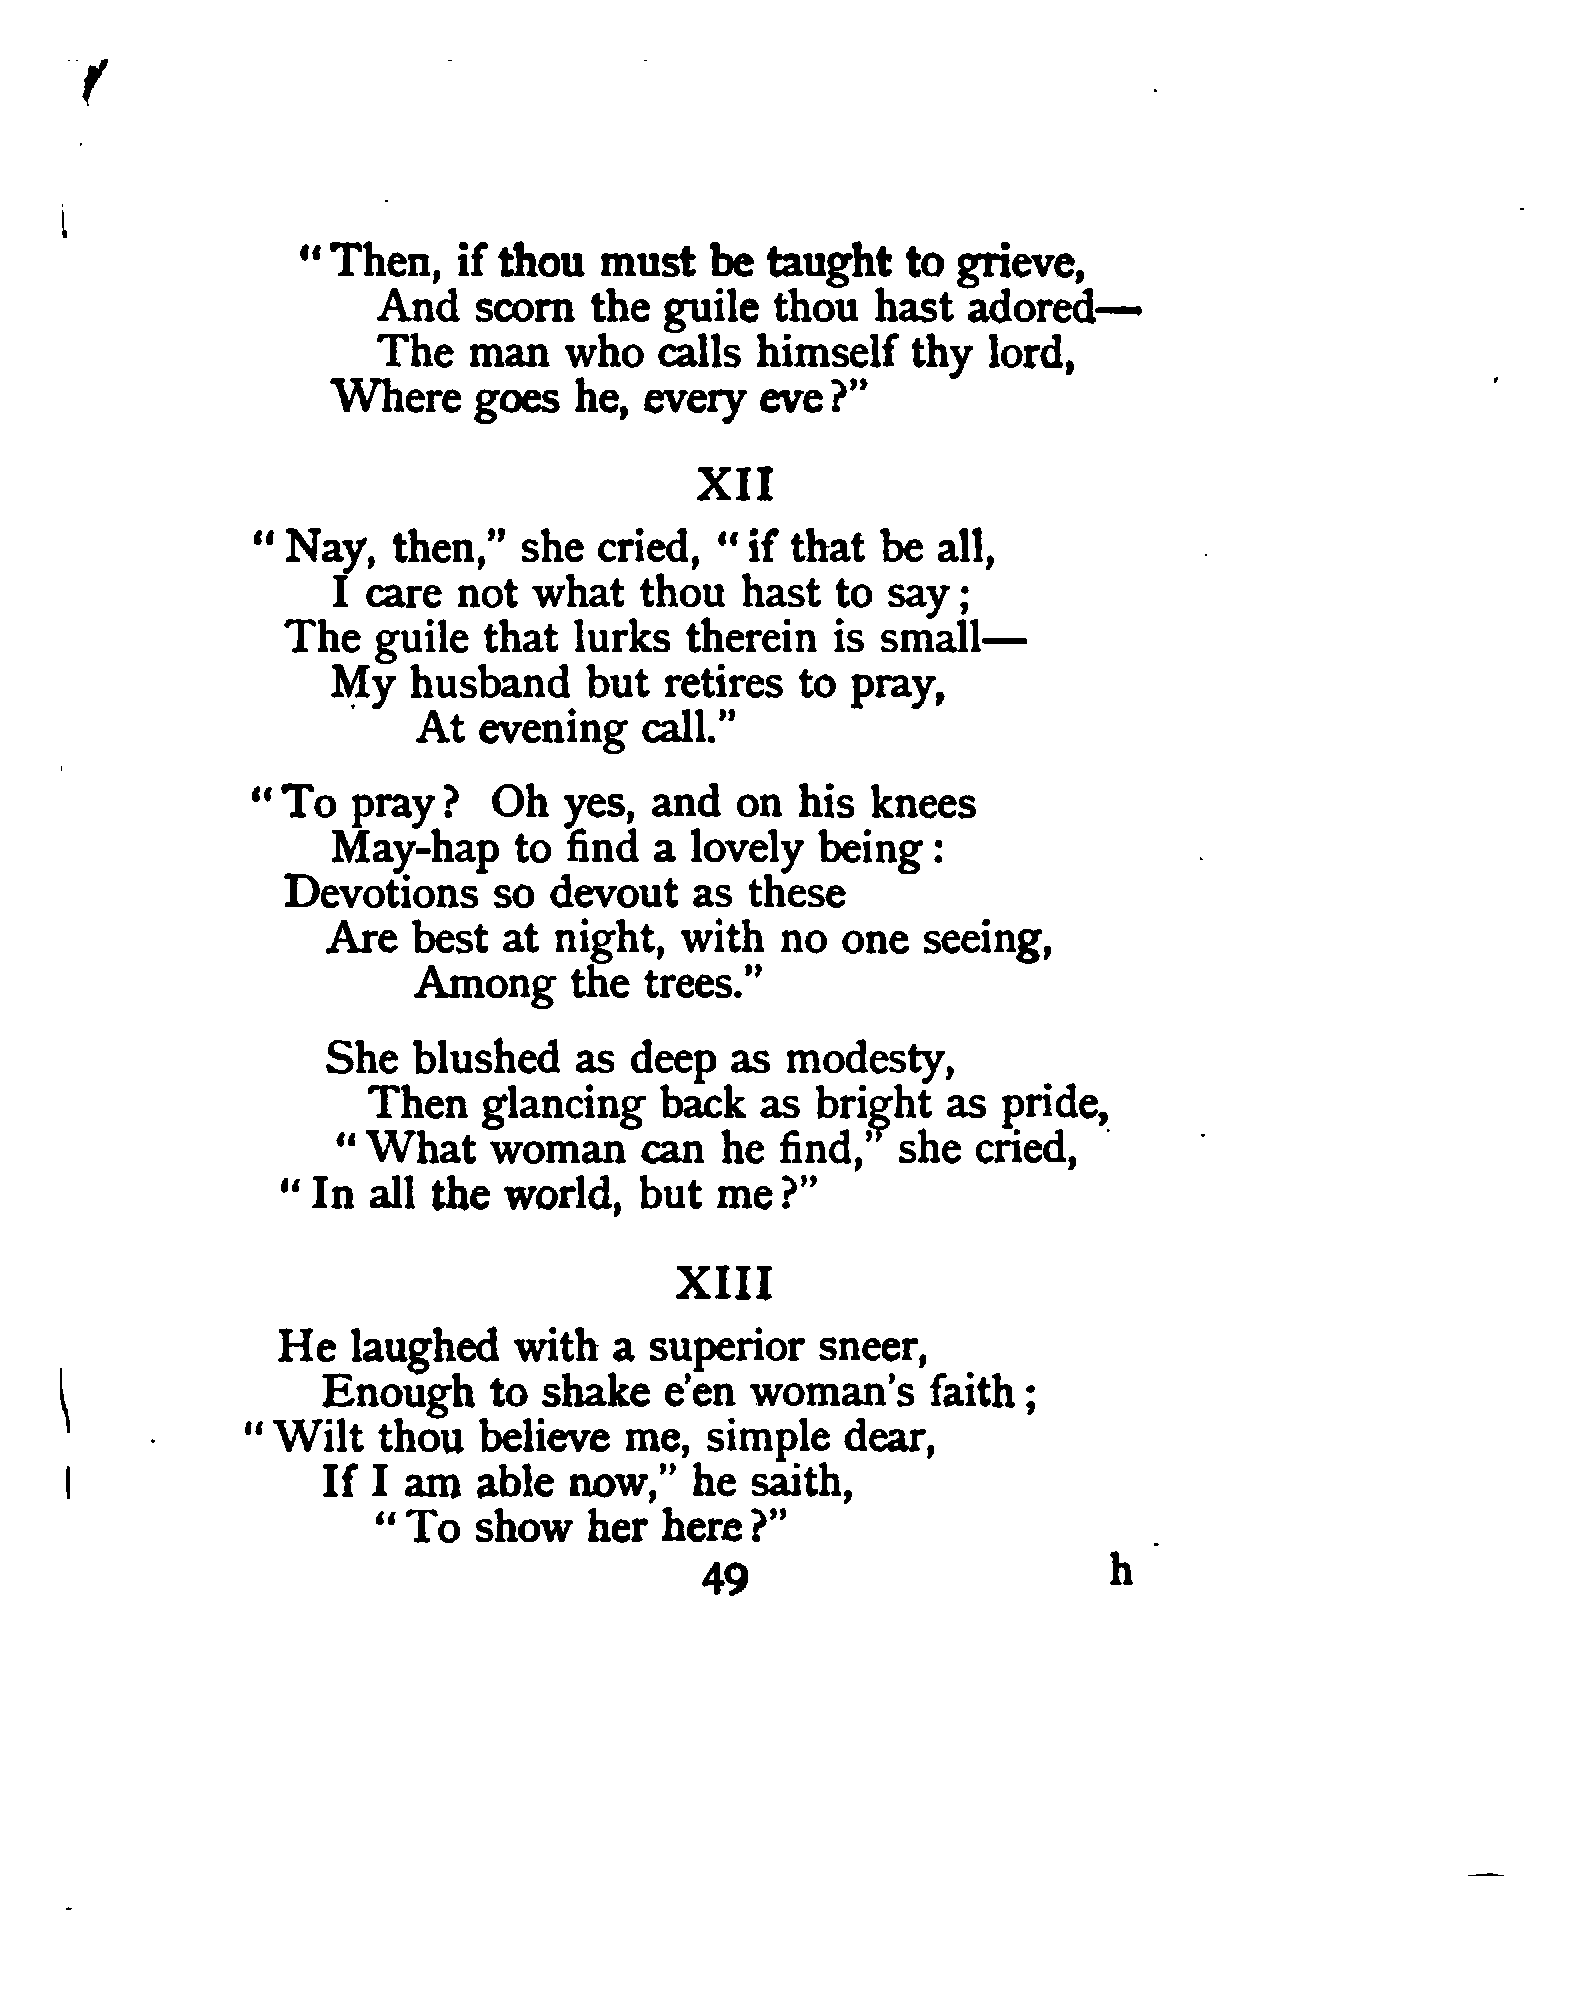 “Then, if thou must be taught to grieve,
And scorn the guile thou hast adored—
The man who calls himself thy lord,
Where goes he, every eve?”
XII
“Nay, then,” she cried, “if that be all,
I care not what thou hast to say;
The guile that lurks therein is small—
My husband but retires to pray,
At evening call.”
“To pray? Oh yes, and on his knees
May-hap to find a lovely being:
Devotions so devout as these
Are best at night, with no one seeing,
Among the trees.”
She blushed as deep as modesty,
Then glancing back as bright as pride,
“What woman can he find,” she cried,
“In all the world, but me?”
XIII
He laughed with a superior sneer,
Enough to shake e'en woman's faith;
“Wilt thou believe me, simple dear,
If I am able now,” he saith,
“To show her here?”
49 h